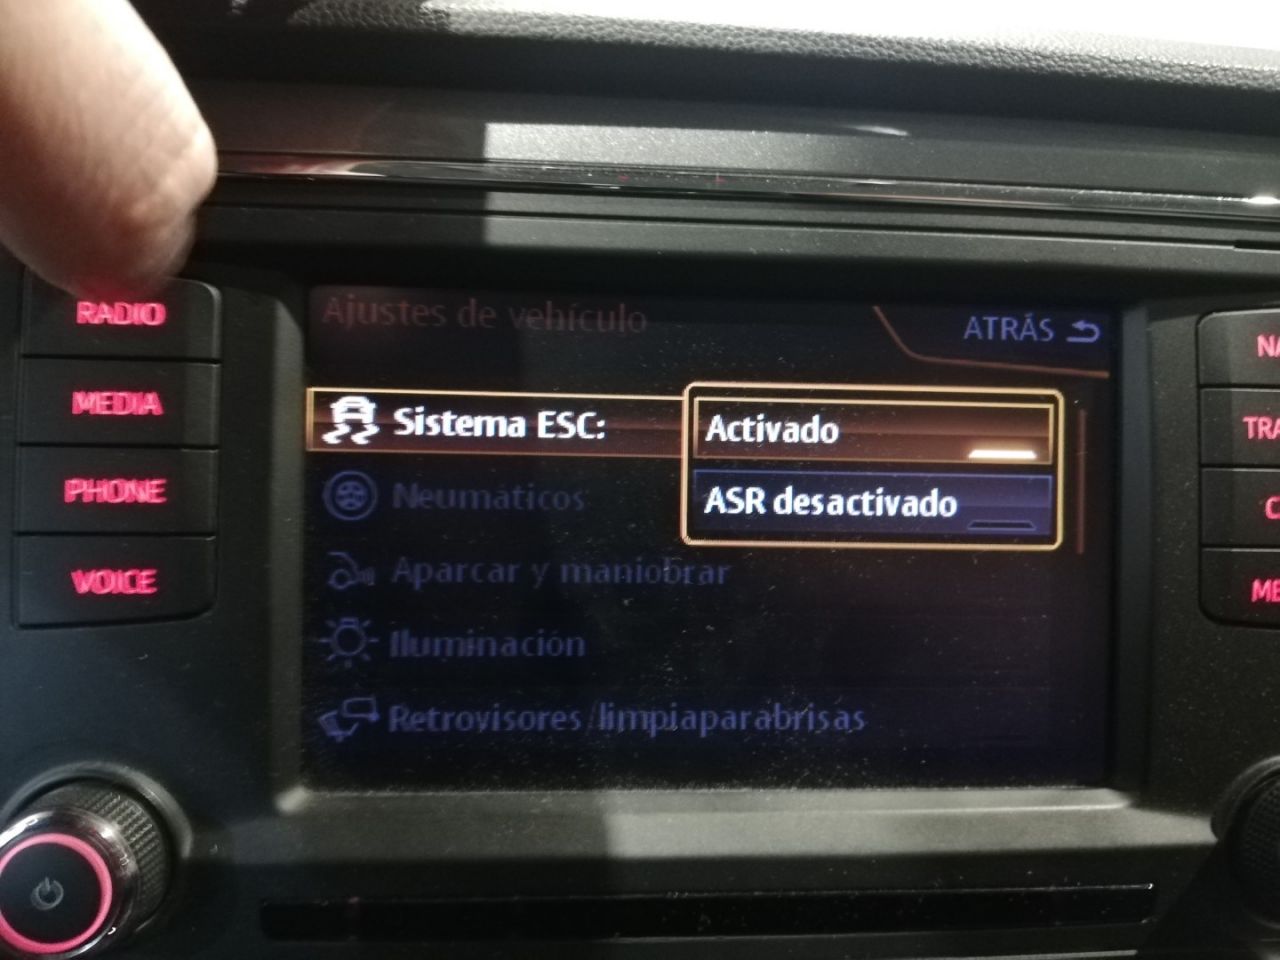 Ajustes de vehículo
ATRÁS
RADIO
MEDIA
PHONE
VOICE
Sistema ESC:
Activado
ASR desactivado
Neumáticos
Aparcar y maniobrar
Iluminación
Retrovisores/limpiaparabrisas